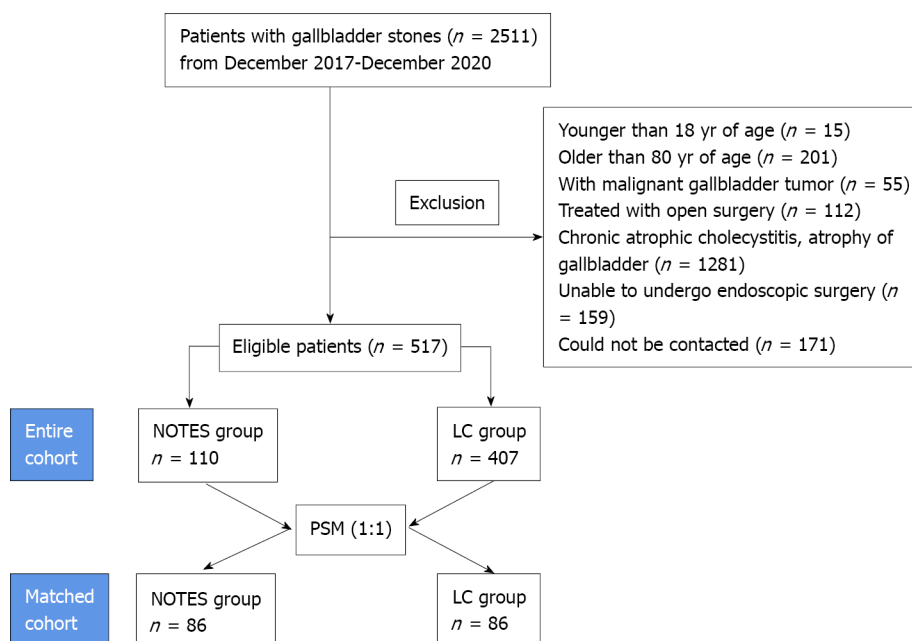 Patients with gallbladder stones (n = 2511)
from December 2017-December 2020
Younger than 18 yr of age (n = 15)
Older than 80 yr of age (n = 201)
With malignant gallbladder tumor (n = 55)
Treated with open surgery (n = 112)
Chronic atrophic cholecystitis, atrophy of
gallbladder (n = 1281)
Unable to undergo endoscopic surgery (n
= 159)
Could not be contacted (n = 171)
Exclusion
Eligible patients (n = 517)
Entire
cohort
NOTES group
n = 110
LC group
n = 407
PSM (1:1)
Matched
cohort
NOTES group
n = 86
LC group
n = 86